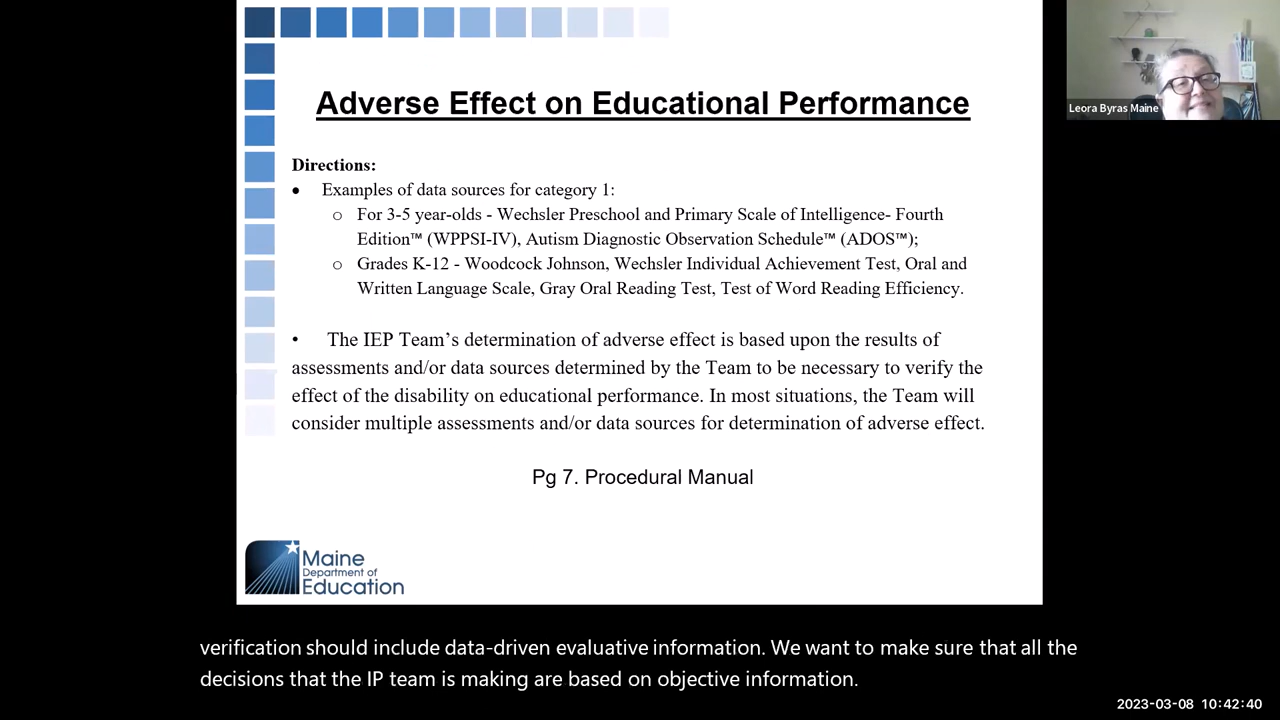 Adverse Effect on Educational Performance
Leora Byras Maine
Directions:
• Examples of data sources for category 1:
○ For 3-5 year-olds - Wechsler Preschool and Primary Scale of Intelligence- Fourth
Edition™ (WPPSI-IV), Autism Diagnostic Observation Schedule™ (ADOS™);
○ Grades K-12 - Woodcock Johnson, Wechsler Individual Achievement Test, Oral and
Written Language Scale, Gray Oral Reading Test, Test of Word Reading Efficiency.
• The IEP Team’s determination of adverse effect is based upon the results of
assessments and/or data sources determined by the Team to be necessary to verify the
effect of the disability on educational performance. In most situations, the Team will
consider multiple assessments and/or data sources for determination of adverse effect.
Pg 7. Procedural Manual
Maine
Department of
Education
verification should include data-driven evaluative information. We want to make sure that all the
decisions that the IP team is making are based on objective information.
2023-03-08 10:42:40